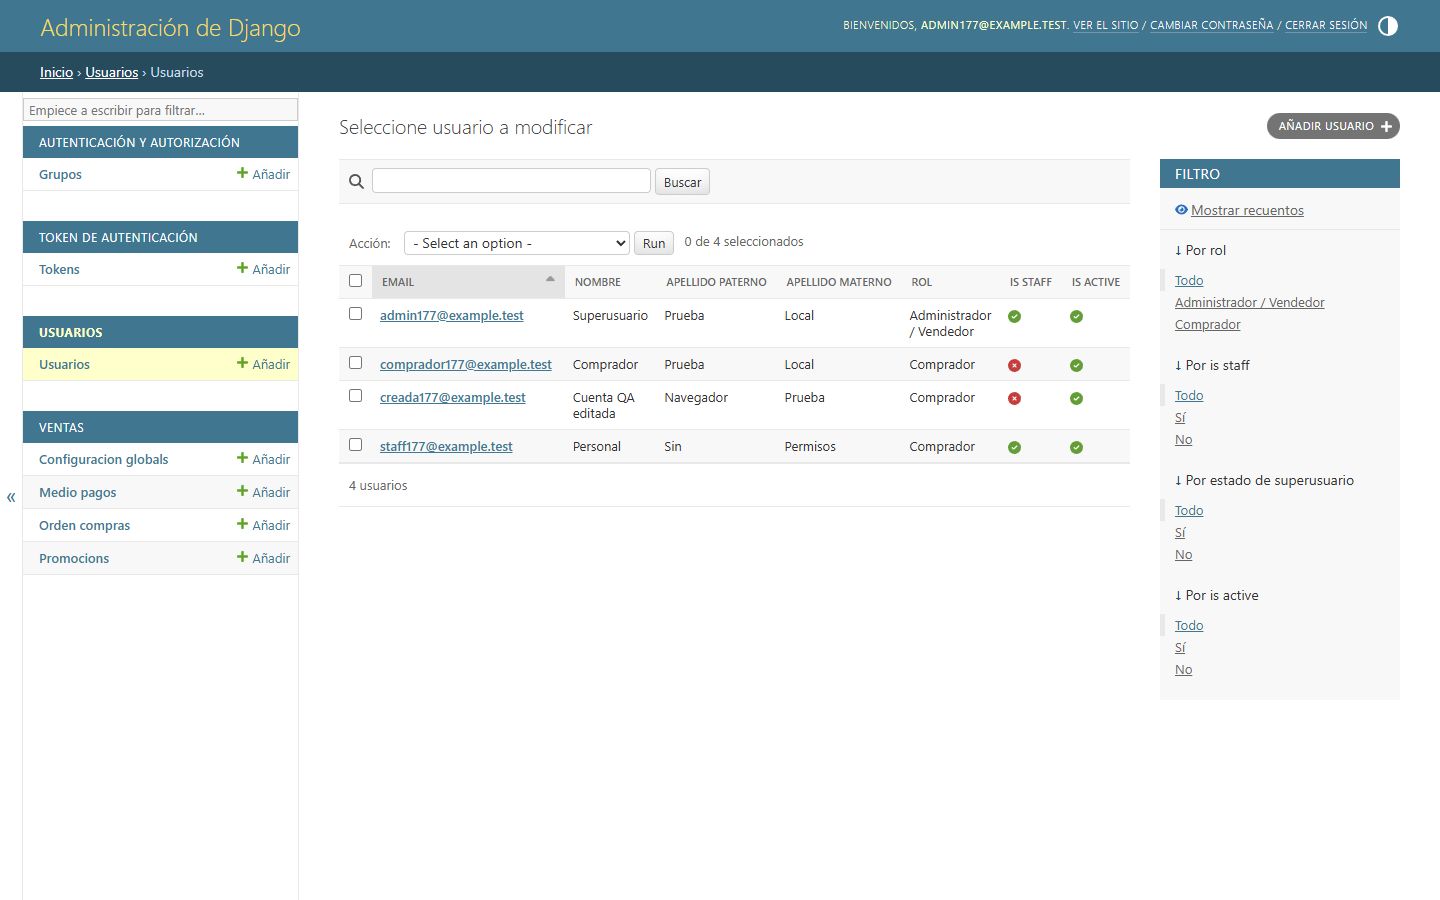 Administración de Django
BIENVENIDOS, ADMIN177@EXAMPLE.TEST. VER EL SITIO / CAMBIAR CONTRASEÑA / CERRAR SESIÓN
Inicio › Usuarios › Usuarios
Empiece a escribir para filtrar...
AUTENTICACIÓN Y AUTORIZACIÓN
Grupos Añadir
TOKEN DE AUTENTICACIÓN
Tokens Añadir
USUARIOS
Usuarios Añadir
VENTAS
Configuracion globals Añadir
Medio pagos Añadir
Orden compras Añadir
Promocions Añadir
«
Seleccione usuario a modificar
AÑADIR USUARIO
Buscar
Acción: - Select an option - Run 0 de 4 seleccionados
EMAIL NOMBRE APELLIDO PATERNO APELLIDO MATERNO ROL IS STAFF IS ACTIVE
admin177@example.test Superusuario Prueba Local Administrador
/ Vendedor
comprador177@example.test Comprador Prueba Local Comprador
creada177@example.test Cuenta QA Navegador Prueba Comprador
editada
staff177@example.test Personal Sin Permisos Comprador
4 usuarios
FILTRO
Mostrar recuentos
↓ Por rol
Todo
Administrador / Vendedor
Comprador
↓ Por is staff
Todo
Sí
No
↓ Por estado de superusuario
Todo
Sí
No
↓ Por is active
Todo
Sí
No